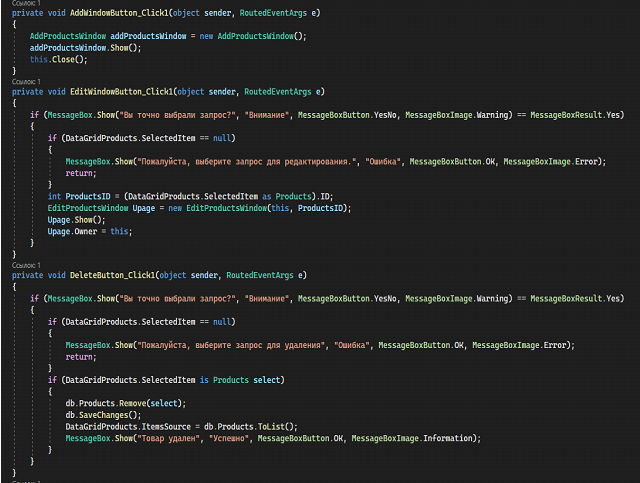 Ссылок: 1
private void AddWindowButton_Click1(object sender, RoutedEventArgs e)
{
AddProductsWindow addProductsWindow = new AddProductsWindow();
addProductsWindow.Show();
this.Close();
}
Ссылок: 1
private void EditWindowButton_Click1(object sender, RoutedEventArgs e)
{
if (MessageBox.Show("Вы точно выбрали запрос?", "Внимание", MessageBoxButton.YesNo, MessageBoxImage.Warning) == MessageBoxResult.Yes)
{
if (DataGridProducts.SelectedItem == null)
{
MessageBox.Show("Пожалуйста, выберите запрос для редактирования.", "Ошибка", MessageBoxButton.OK, MessageBoxImage.Error);
return;
}
int ProductsID = (DataGridProducts.SelectedItem as Products).ID;
EditProductsWindow Upage = new EditProductsWindow(this, ProductsID);
Upage.Show();
Upage.Owner = this;
}
}
Ссылок: 1
private void DeleteButton_Click1(object sender, RoutedEventArgs e)
{
if (MessageBox.Show("Вы точно выбрали запрос?", "Внимание", MessageBoxButton.YesNo, MessageBoxImage.Warning) == MessageBoxResult.Yes)
{
if (DataGridProducts.SelectedItem == null)
{
MessageBox.Show("Пожалуйста, выберите запрос для удаления", "Ошибка", MessageBoxButton.OK, MessageBoxImage.Error);
return;
}
if (DataGridProducts.SelectedItem is Products select)
{
db.Products.Remove(select);
db.SaveChanges();
DataGridProducts.ItemsSource = db.Products.ToList();
MessageBox.Show("Товар удален", "Успешно", MessageBoxButton.OK, MessageBoxImage.Information);
}
}
}